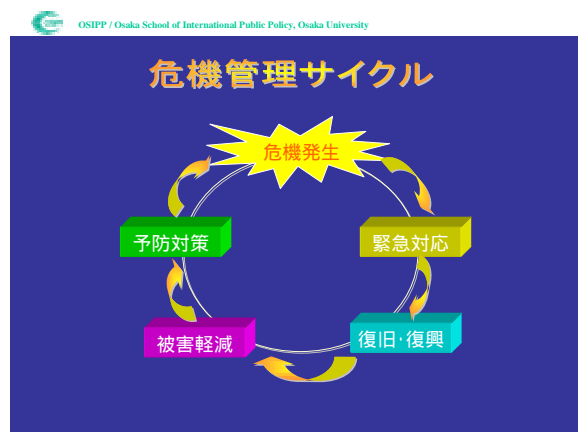 OSIPP / Osaka School of International Public Policy, Osaka University
危機管理サイクル
危機発生
予防対策
緊急対応
被害軽減
復旧･復興